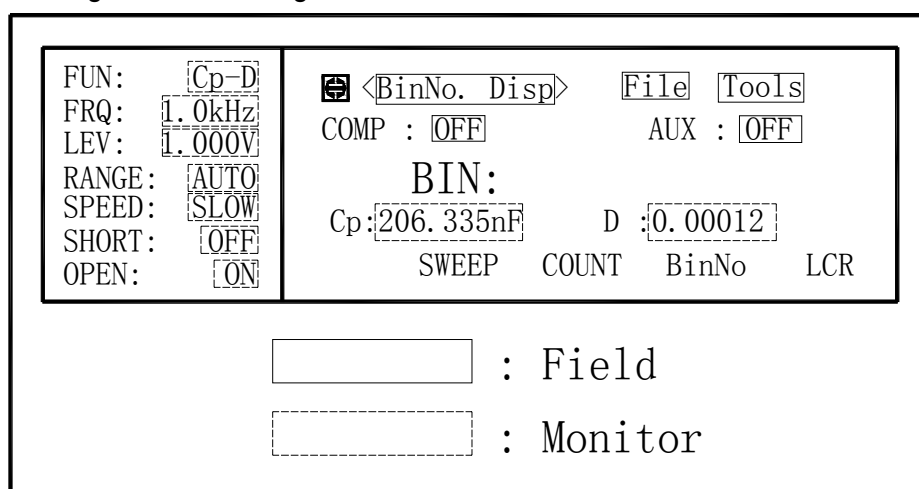 FUN: Cp-D
FRQ: 1.0kHz
LEV: 1.000V
RANGE: AUTO
SPEED: SLOW
SHORT: OFF
OPEN: ON
<BinNo. Disp> File Tools
COMP : OFF AUX : OFF
BIN:
Cp:206.335nF D :0.00012
SWEEP COUNT BinNo LCR
: Field
: Monitor